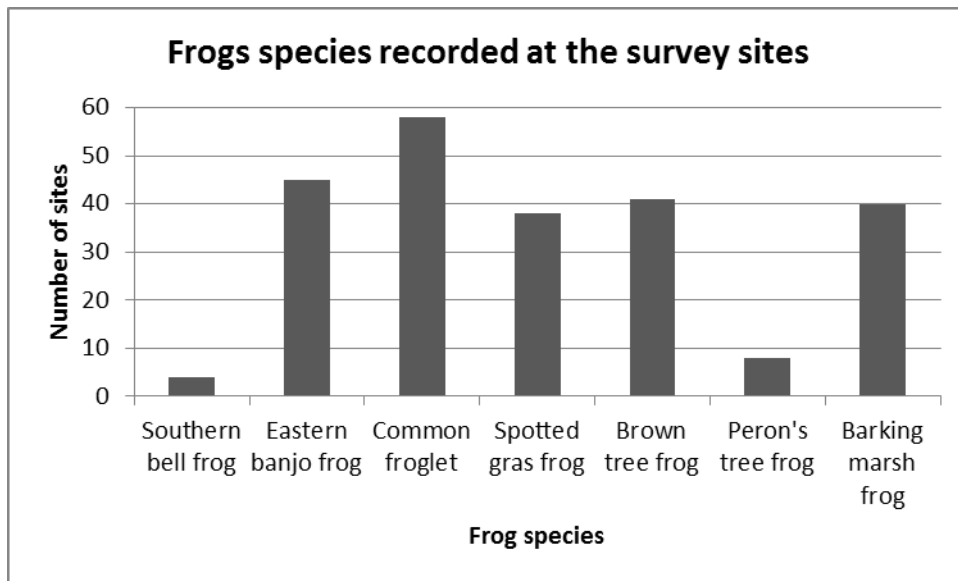 Frogs species recorded at the survey sites
Number of sites
60
50
40
30
20
10
0
Southern bell frog
Eastern banjo frog
Common froglet
Spotted gras frog
Brown tree frog
Peron's tree frog
Barking marsh frog
Frog species